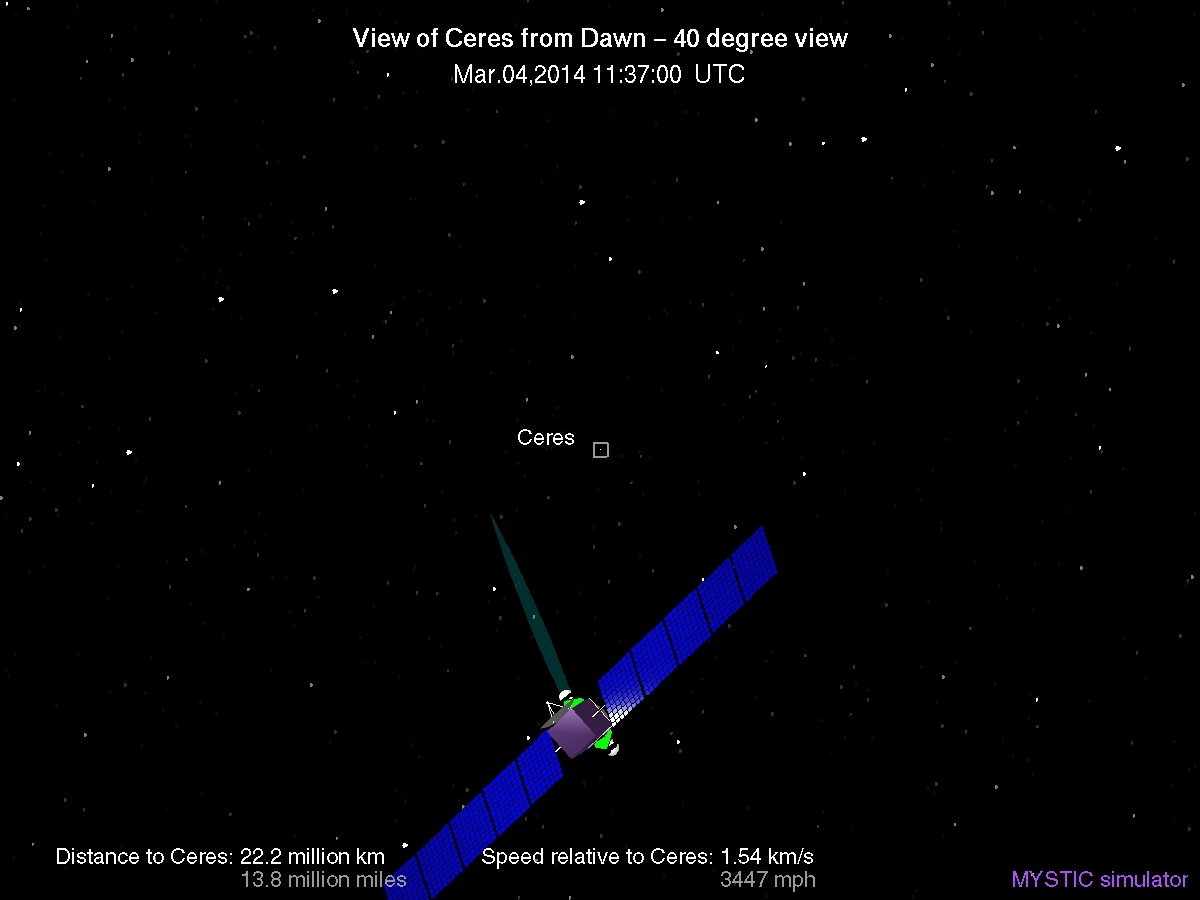 View of Ceres from Dawn – 40 degree view
Mar.04,2014 11:37:00 UTC
Ceres
Distance to Ceres: 22.2 million km
13.8 million miles
Speed relative to Ceres: 1.54 km/s
3447 mph
MYSTIC simulator